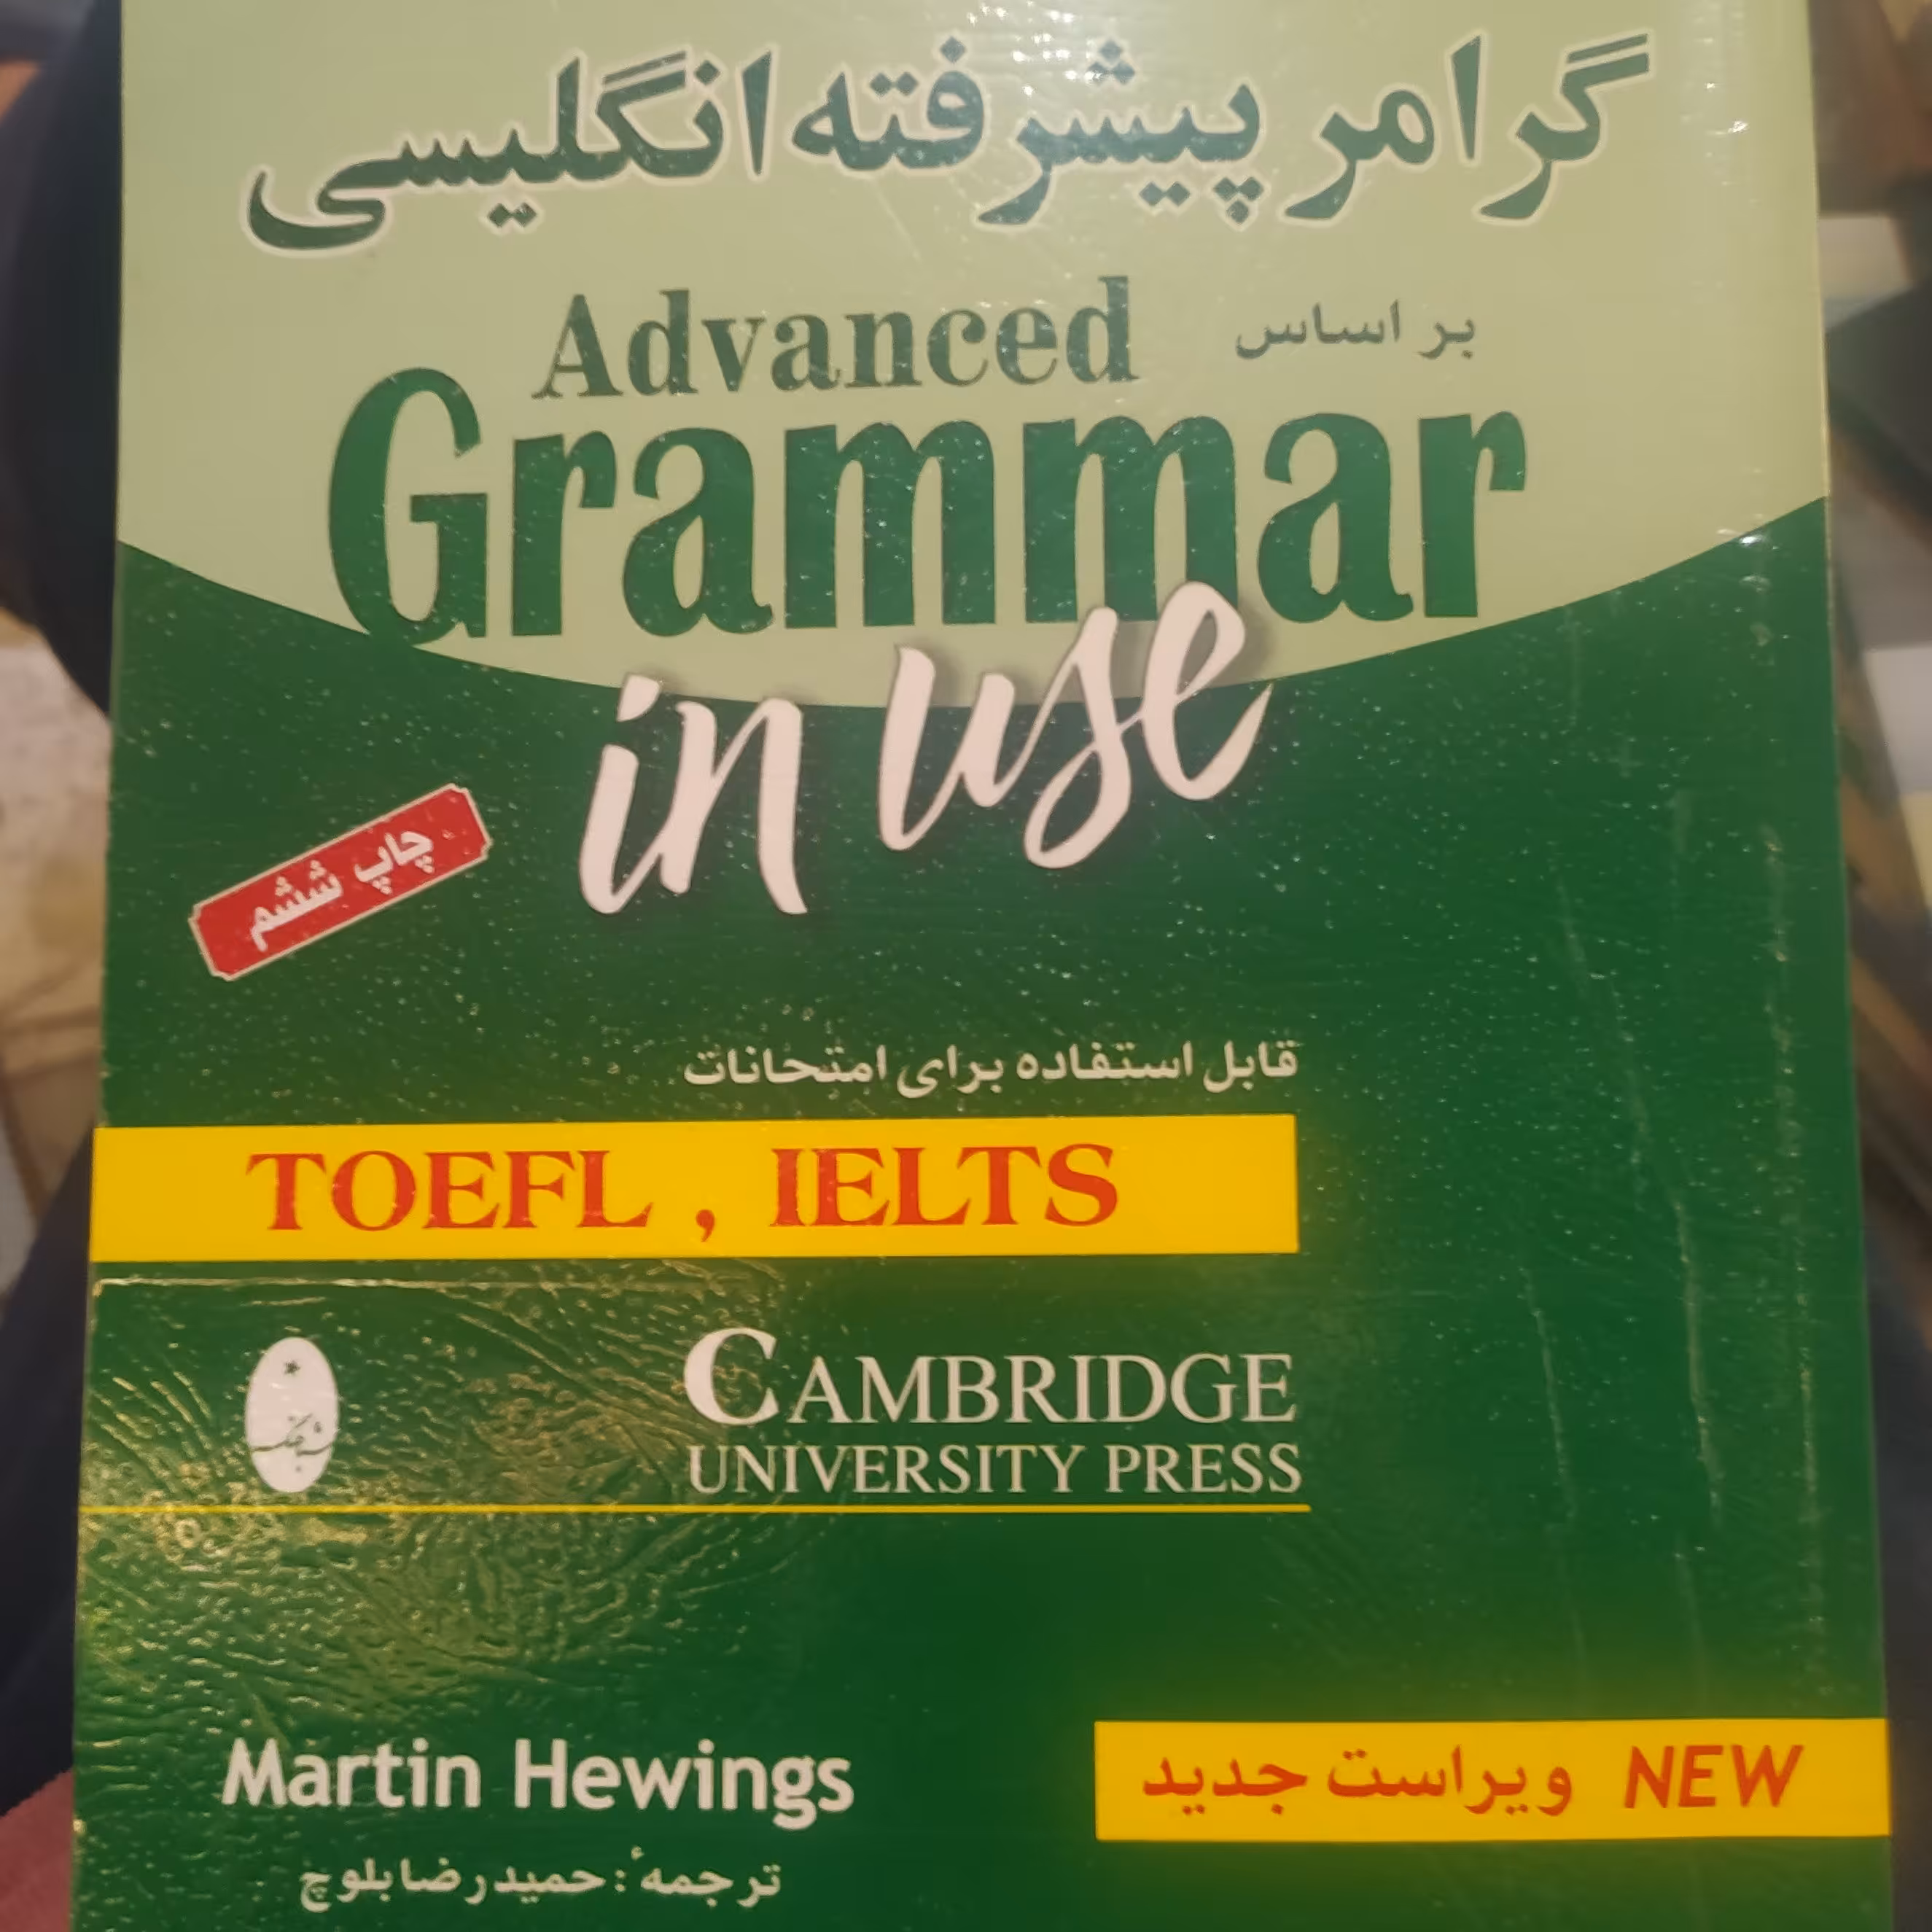 گرامر پیشرفته انگلیسی
بر اساس Advanced
Grammar
in use
چاپ ششم
قابل استفاده برای امتحانات
TOEFL , IELTS
شباهنگ
CAMBRIDGE
UNIVERSITY PRESS
Martin Hewings
NEW ویراست جدید
ترجمهٔ : حمیدرضا بلوچ